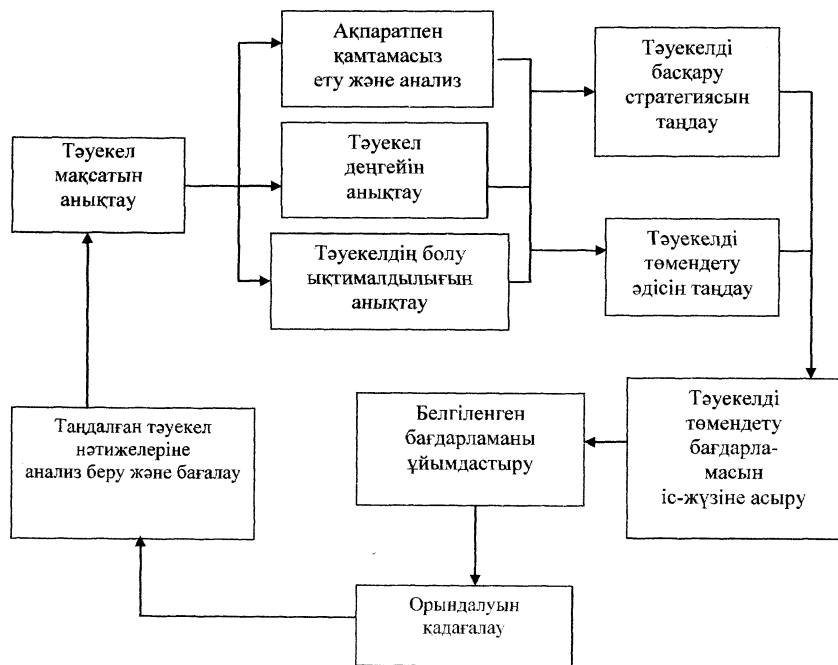 Тәуекел
мақсатын
анықтау
Ақпаратпен
қамтамасыз
ету және анализ
Тәуекел
деңгейін
анықтау
Тәуекелдің болу
ықтималдылығын
анықтау
Тәуекелді
басқару
стратегиясын
таңдау
Тәуекелді
төмендету
әдісін таңдау
Тәуекелді
төмендету
бағдарла-
масын
іс-жүзіне асыру
Белгіленген
бағдарламаны
ұйымдастыру
Орындалуын
қадағалау
Таңдалған тәуекел
нәтижелеріне
анализ беру және бағалау